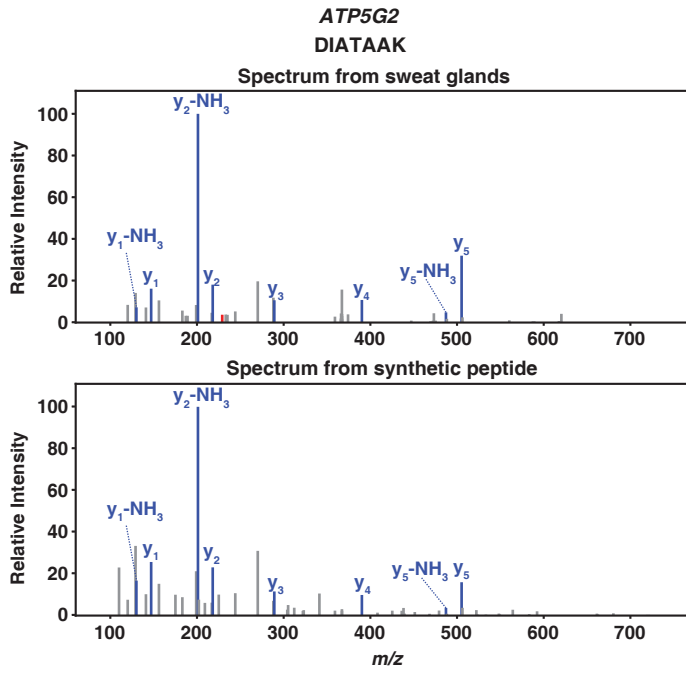 ATP5G2
DIATAAK
Spectrum from sweat glands
Relative Intensity
100
80
60
40
20
0
y2-NH3
y1-NH3
y1
y2
y3
y4
y5-NH3
y5
100 200 300 400 500 600 700
Spectrum from synthetic peptide
Relative Intensity
100
80
60
40
20
0
y2-NH3
y1-NH3
y1
y2
y3
y4
y5-NH3
y5
100 200 300 400 500 600 700
m/z